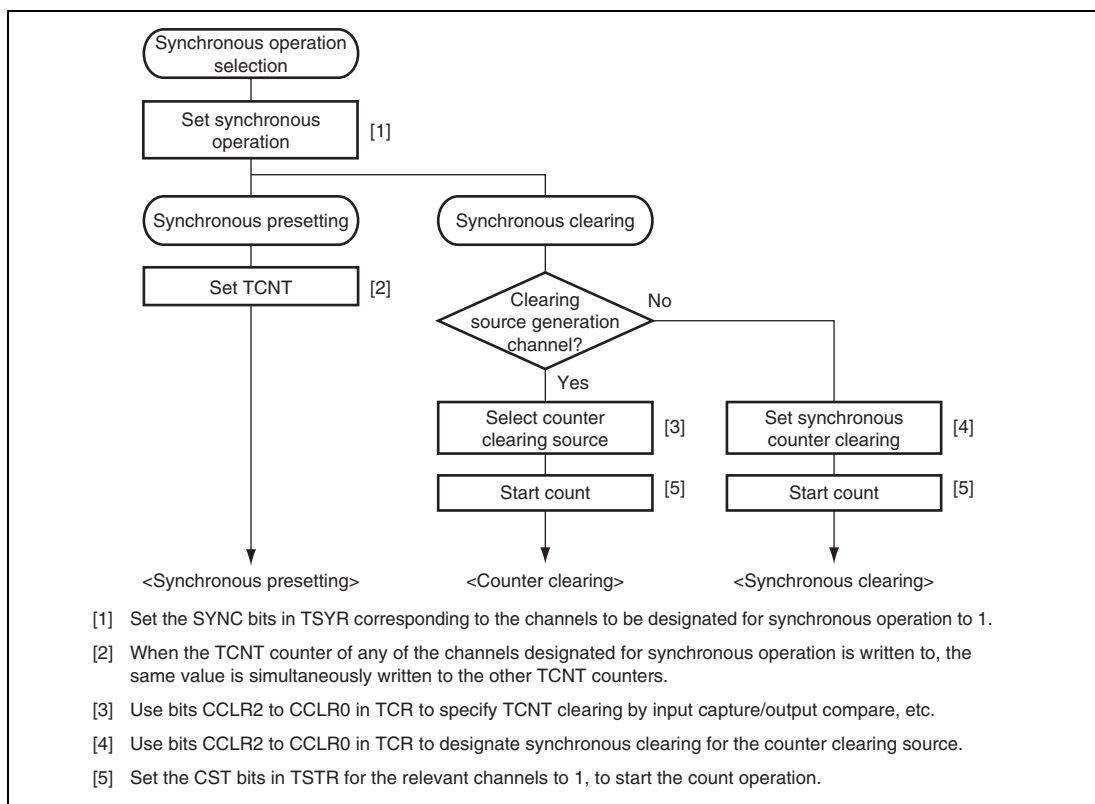 Synchronous operation
selection
Set synchronous
operation
[1]
Synchronous presetting
Synchronous clearing
Set TCNT
[2]
Clearing
source generation
channel?
No
Yes
Select counter
clearing source
[3]
Set synchronous
counter clearing
[4]
Start count
[5]
Start count
[5]
<Synchronous presetting>
<Counter clearing>
<Synchronous clearing>
[1] Set the SYNC bits in TSYR corresponding to the channels to be designated for synchronous operation to 1.
[2] When the TCNT counter of any of the channels designated for synchronous operation is written to, the
same value is simultaneously written to the other TCNT counters.
[3] Use bits CCLR2 to CCLR0 in TCR to specify TCNT clearing by input capture/output compare, etc.
[4] Use bits CCLR2 to CCLR0 in TCR to designate synchronous clearing for the counter clearing source.
[5] Set the CST bits in TSTR for the relevant channels to 1, to start the count operation.